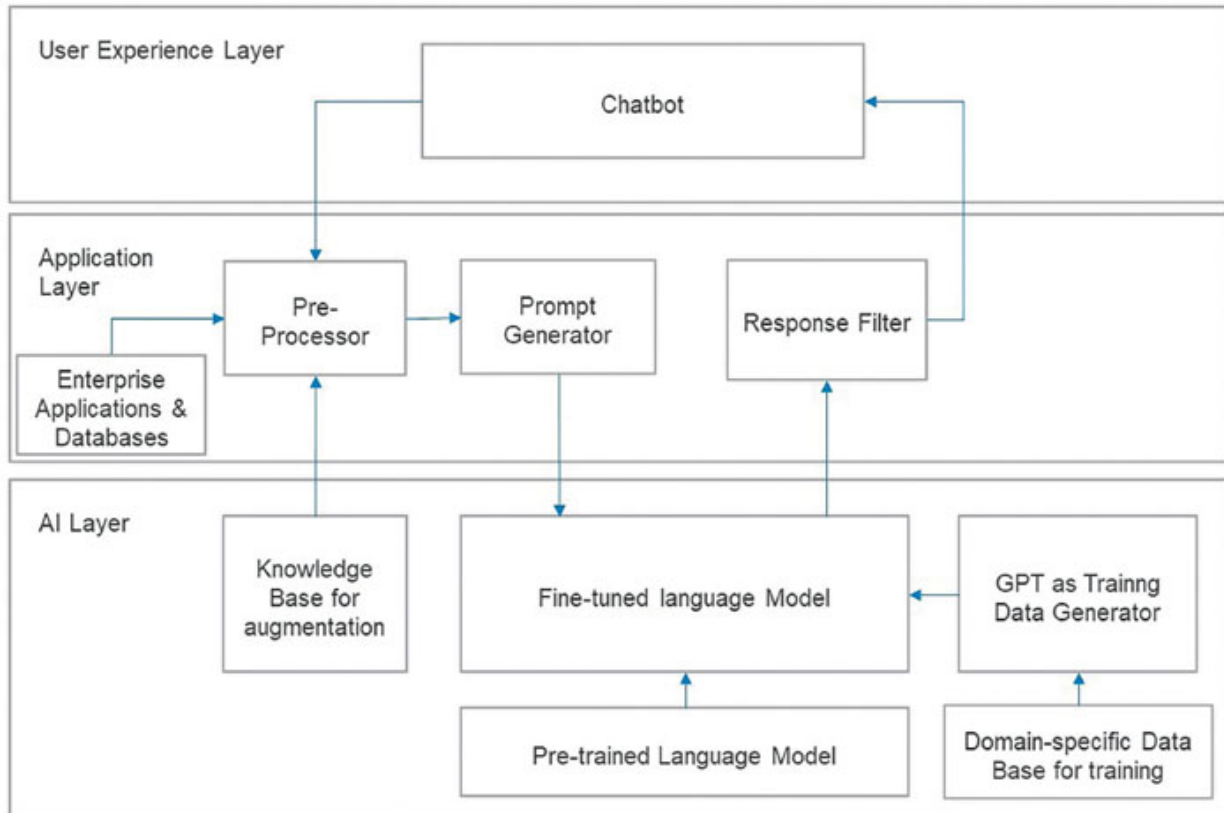 User Experience Layer
Chatbot
Application
Layer
Pre-
Processor
Prompt
Generator
Response Filter
Enterprise
Applications &
Databases
AI Layer
Knowledge
Base for
augmentation
Fine-tuned language Model
GPT as Trainng
Data Generator
Pre-trained Language Model
Domain-specific Data
Base for training